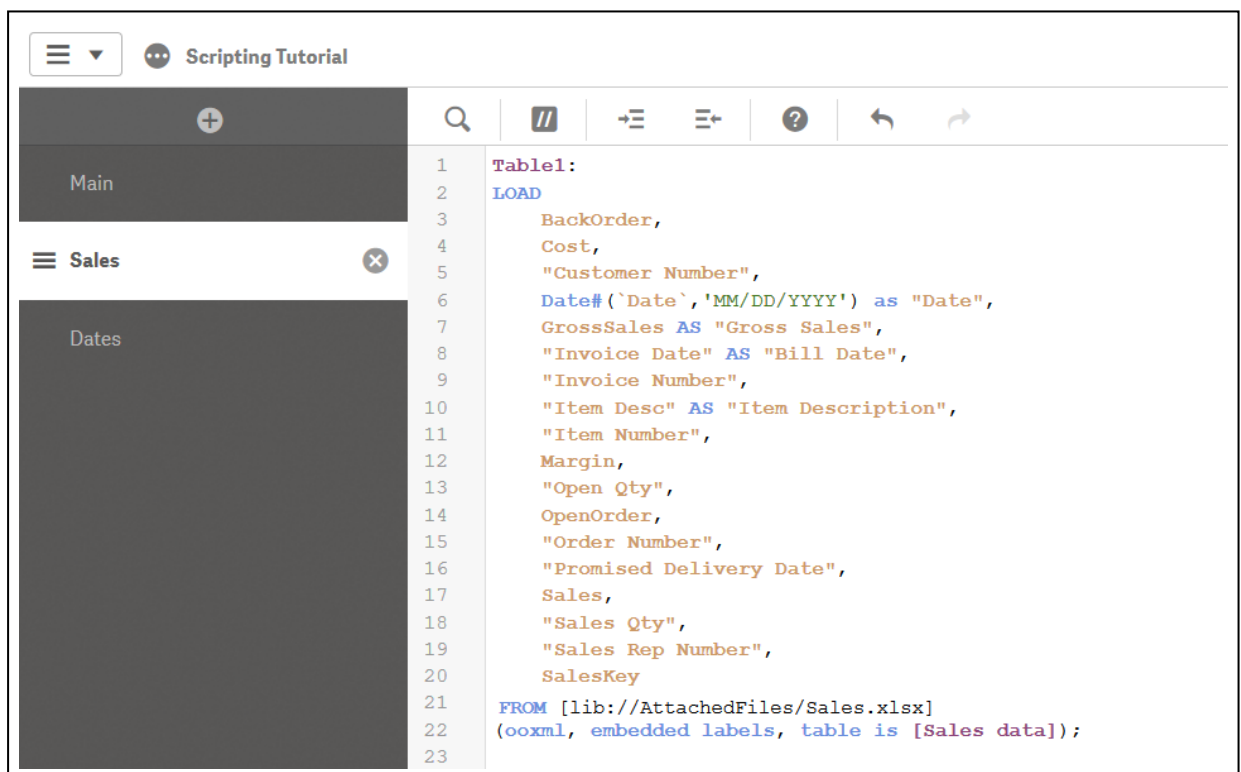 Scripting Tutorial
Main
Sales
Dates
1 Table1:
2 LOAD
3 BackOrder,
4 Cost,
5 "Customer Number",
6 Date#(`Date`,'MM/DD/YYYY') as "Date",
7 GrossSales AS "Gross Sales",
8 "Invoice Date" AS "Bill Date",
9 "Invoice Number",
10 "Item Desc" AS "Item Description",
11 "Item Number",
12 Margin,
13 "Open Qty",
14 OpenOrder,
15 "Order Number",
16 "Promised Delivery Date",
17 Sales,
18 "Sales Qty",
19 "Sales Rep Number",
20 SalesKey
21 FROM [lib://AttachedFiles/Sales.xlsx]
22 (ooxml, embedded labels, table is [Sales data]);
23